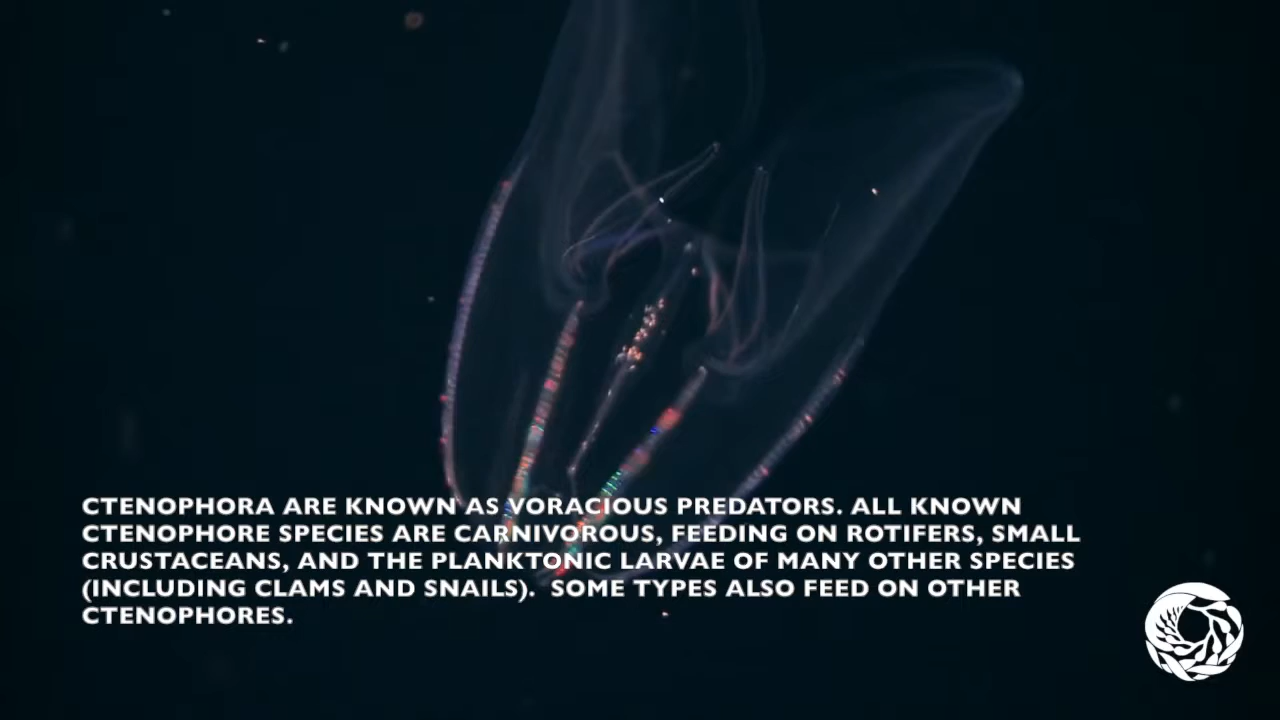 CTENOPHORA ARE KNOWN AS VORACIOUS PREDATORS. ALL KNOWN
CTENOPHORE SPECIES ARE CARNIVOROUS, FEEDING ON ROTIFERS, SMALL
CRUSTACEANS, AND THE PLANKTONIC LARVAE OF MANY OTHER SPECIES
(INCLUDING CLAMS AND SNAILS).  SOME TYPES ALSO FEED ON OTHER
CTENOPHORES.